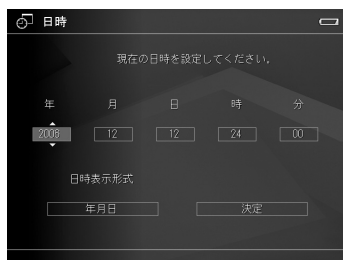 日時
現在の日時を設定してください。
年 月 日 時 分
2006 12 12 24 00
日時表示形式
年月日 決定